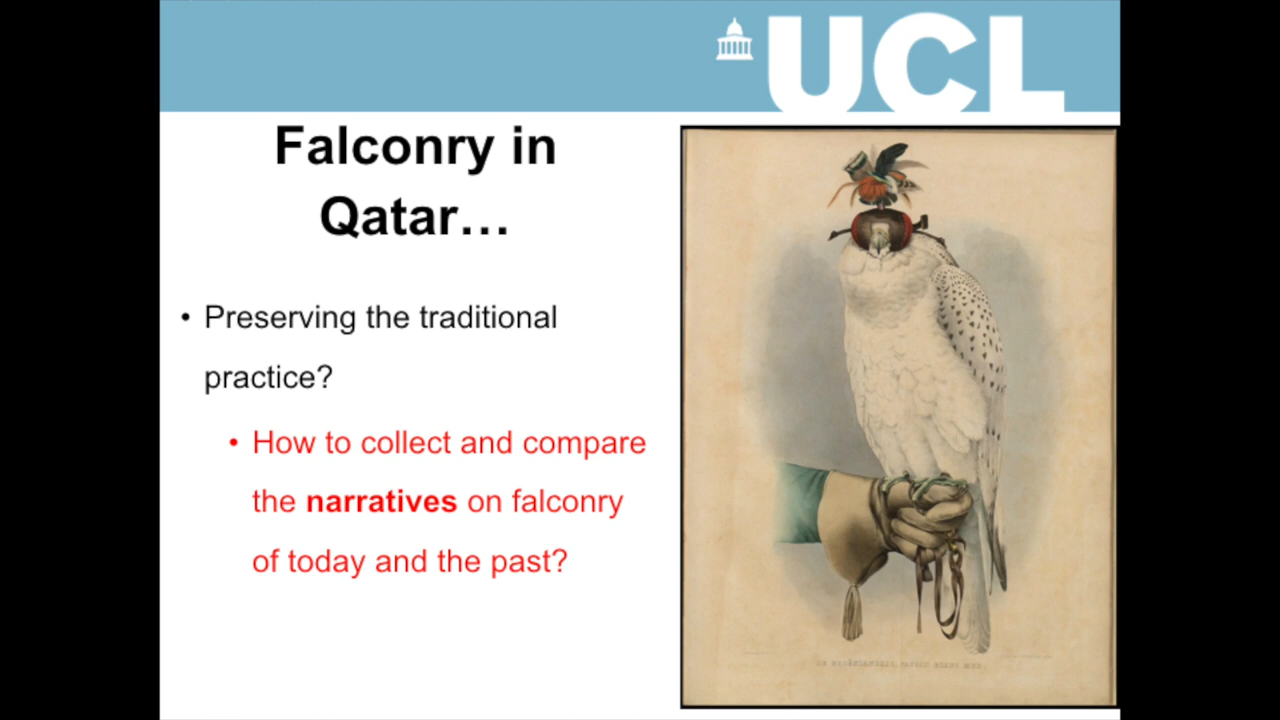 UCL
Falconry in
Qatar…
• Preserving the traditional
practice?
• How to collect and compare
the narratives on falconry
of today and the past?